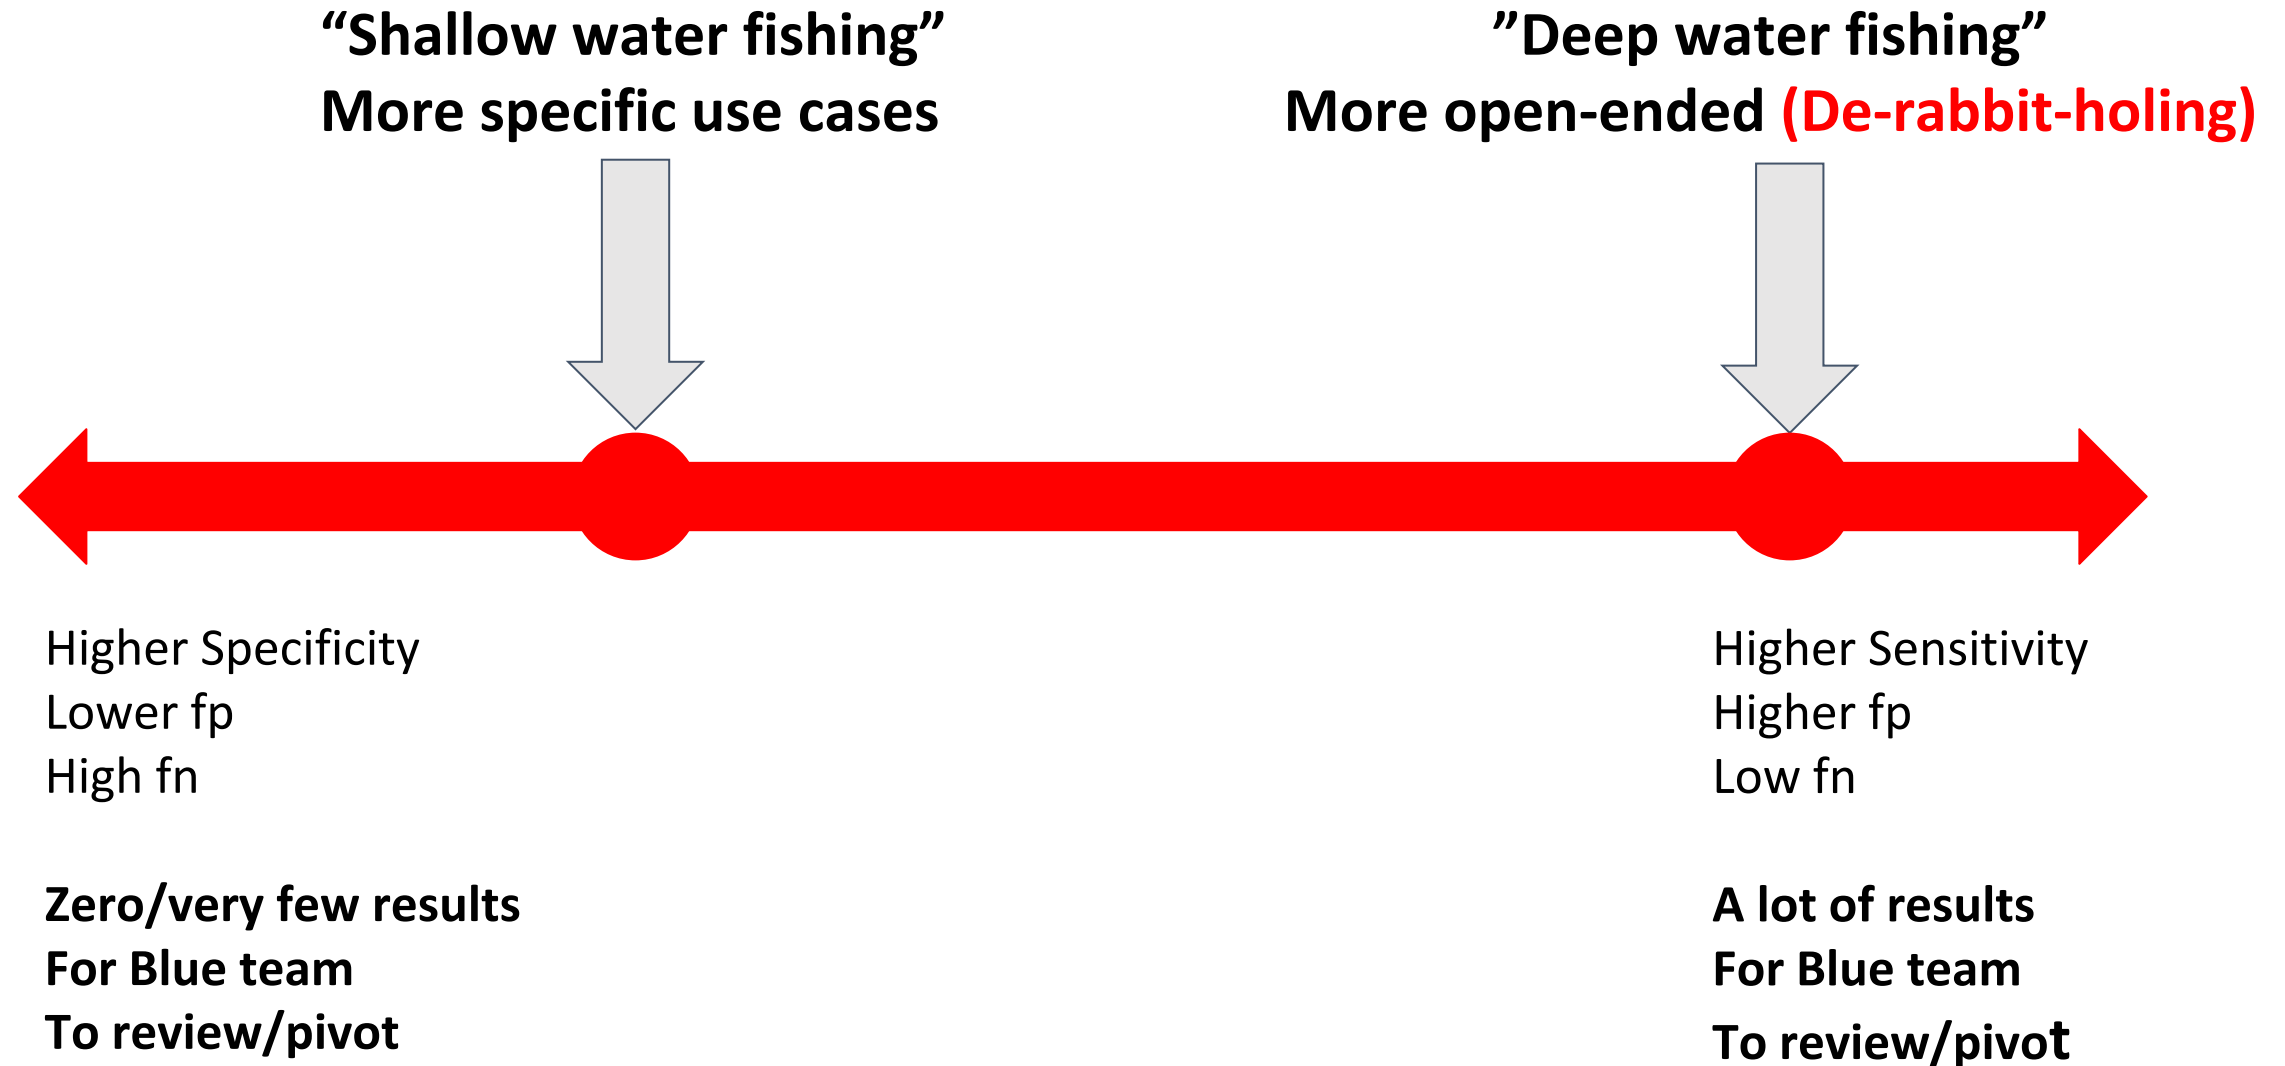 “Shallow water fishing”
More specific use cases
”Deep water fishing”
More open-ended (De-rabbit-holing)
Higher Specificity
Lower fp
High fn
Zero/very few results
For Blue team
To review/pivot
Higher Sensitivity
Higher fp
Low fn
A lot of results
For Blue team
To review/pivot